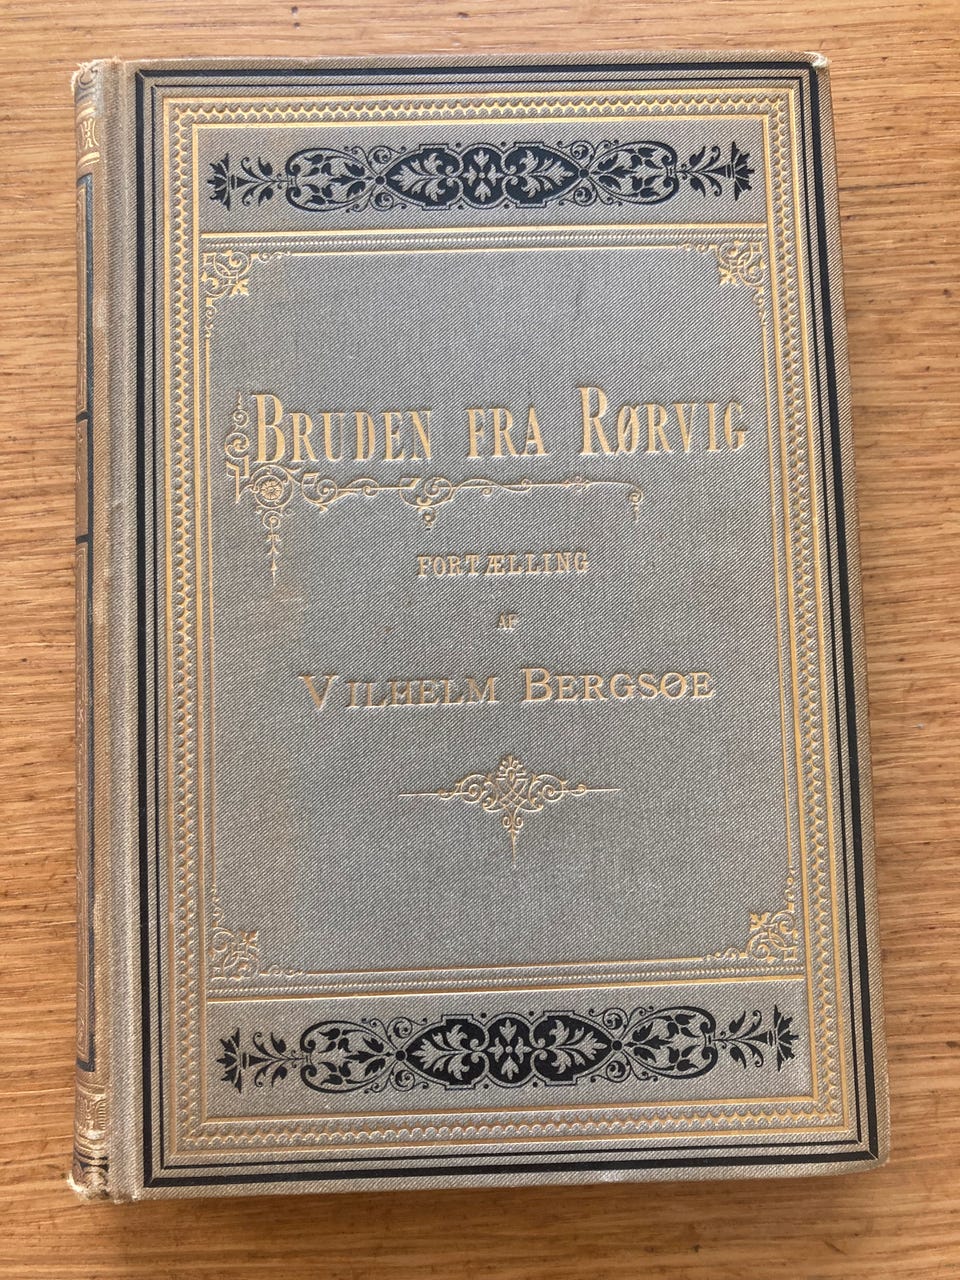 BRUDEN FRA RØRVIG
FORTÆLLING
AF
VILHELM BERGSØE